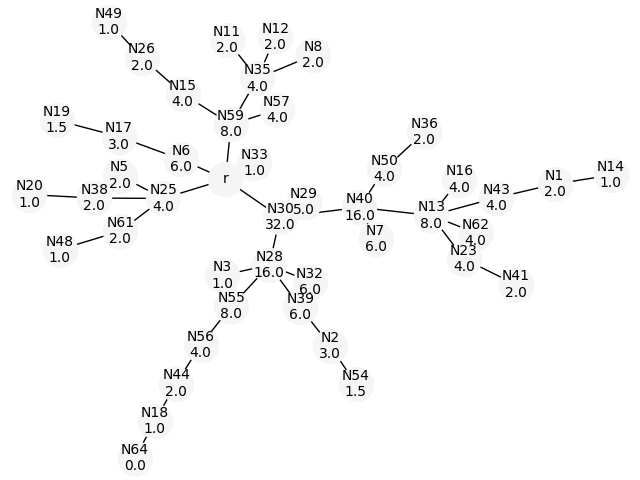 N49
1.0
N26
2.0
N11
2.0
N12
2.0
N8
2.0
N35
4.0
N15
4.0
N57
4.0
N59
8.0
N19
1.5
N17
3.0
N6
6.0
N33
1.0
r
N5
2.0
N20
1.0
N38
2.0
N25
4.0
N61
2.0
N48
1.0
N36
2.0
N50
4.0
N16
4.0
N14
1.0
N1
2.0
N43
4.0
N29
5.0
N30
32.0
N40
16.0
N13
8.0
N7
6.0
N62
4.0
N23
4.0
N41
2.0
N28
16.0
N3
1.0
N32
6.0
N55
8.0
N39
6.0
N56
4.0
N2
3.0
N44
2.0
N54
1.5
N18
1.0
N64
0.0